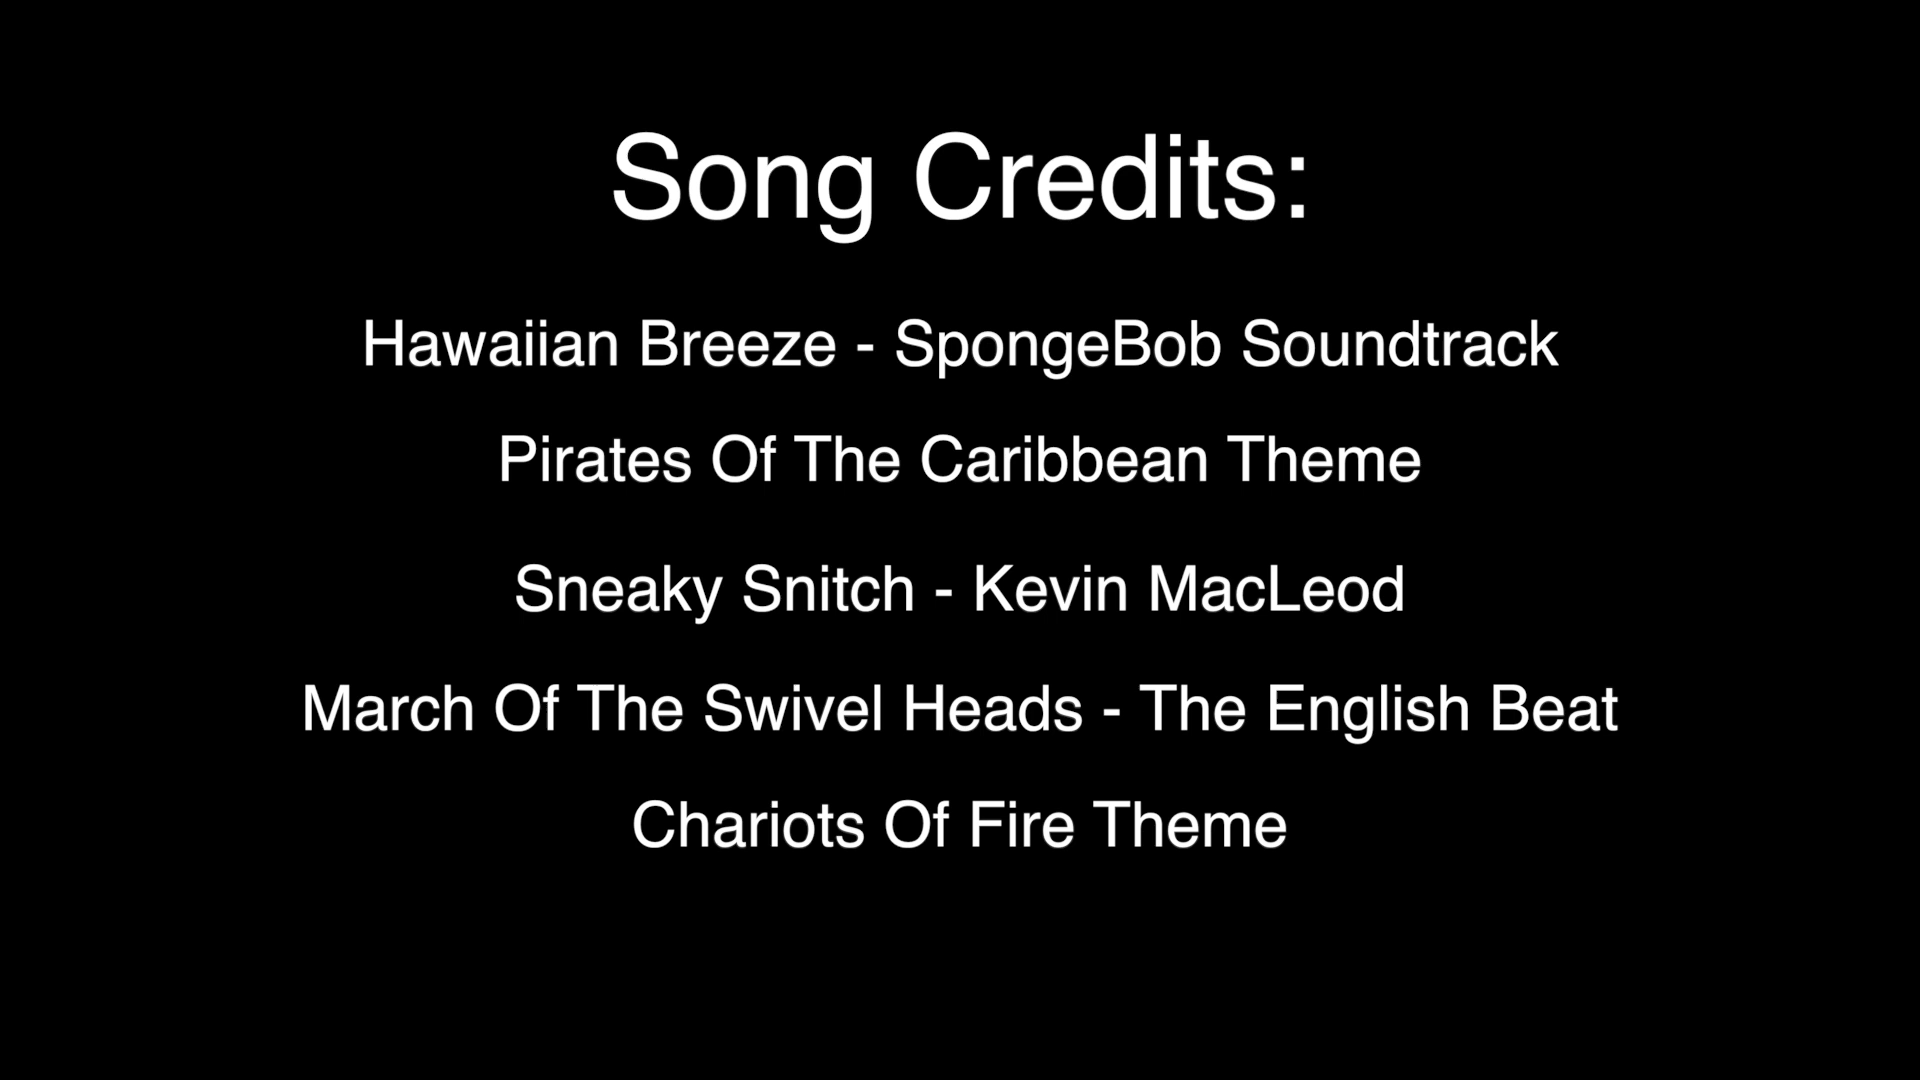 Song Credits:
Hawaiian Breeze - SpongeBob Soundtrack
Pirates Of The Caribbean Theme
Sneaky Snitch - Kevin MacLeod
March Of The Swivel Heads - The English Beat
Chariots Of Fire Theme